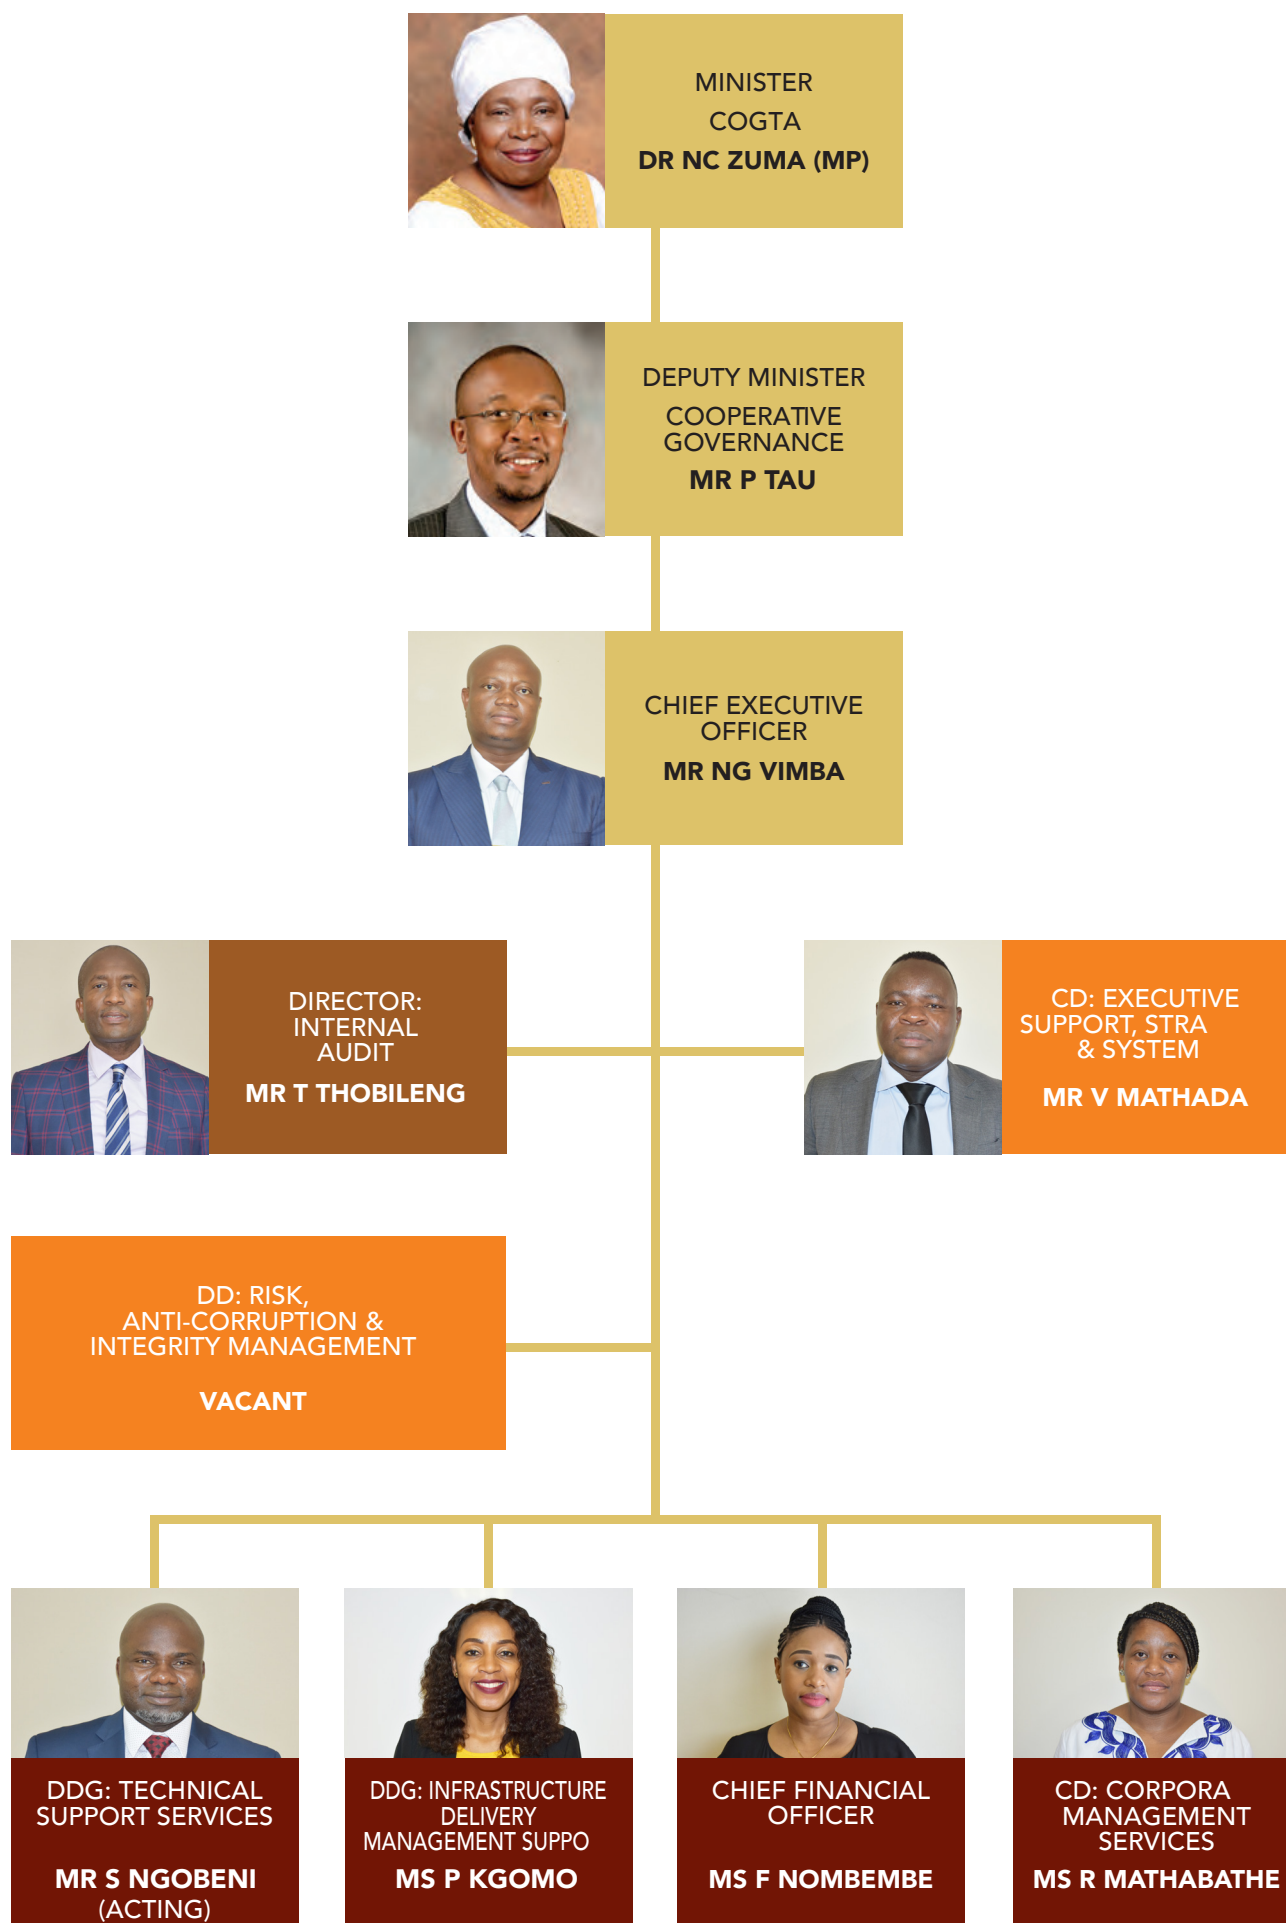 MINISTER
COGTA
DR NC ZUMA (MP)
DEPUTY MINISTER
COOPERATIVE
GOVERNANCE
MR P TAU
CHIEF EXECUTIVE
OFFICER
MR NG VIMBA
DIRECTOR:
INTERNAL
AUDIT
MR T THOBILENG
CD: EXECUTIVE
SUPPORT, STRA
& SYSTEM
MR V MATHADA
DD: RISK,
ANTI-CORRUPTION &
INTEGRITY MANAGEMENT
VACANT
DDG: TECHNICAL
SUPPORT SERVICES
MR S NGOBENI
(ACTING)
DDG: INFRASTRUCTURE
DELIVERY
MANAGEMENT SUPPO
MS P KGOMO
CHIEF FINANCIAL
OFFICER
MS F NOMBEMBE
CD: CORPORA
MANAGEMENT
SERVICES
MS R MATHABATHE